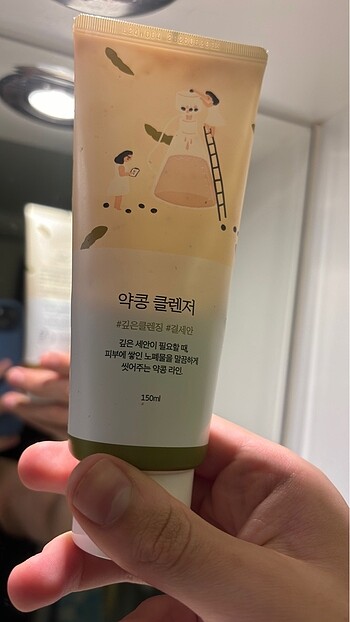 약콩 클렌저
#깊은클렌징 #결세안
깊은 세안이 필요할 때,
피부에 쌓인 노폐물을 말끔하게
씻어주는 약콩 라인.
150ml